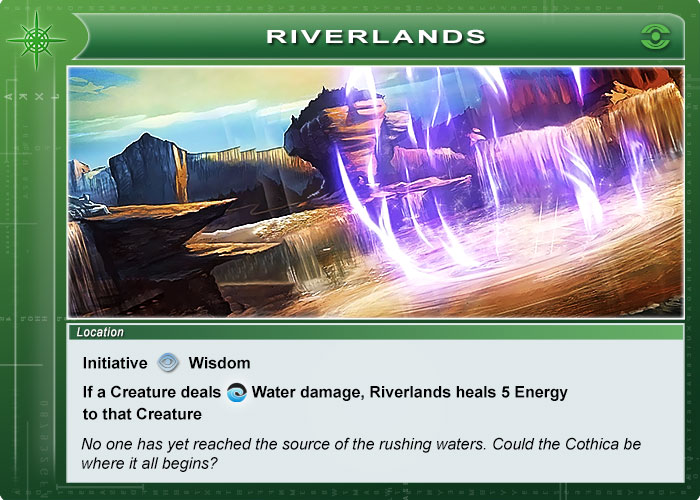 RIVERLANDS
Location
Initiative Wisdom
If a Creature deals Water damage, Riverlands heals 5 Energy
to that Creature
No one has yet reached the source of the rushing waters. Could the Cothica be
where it all begins?